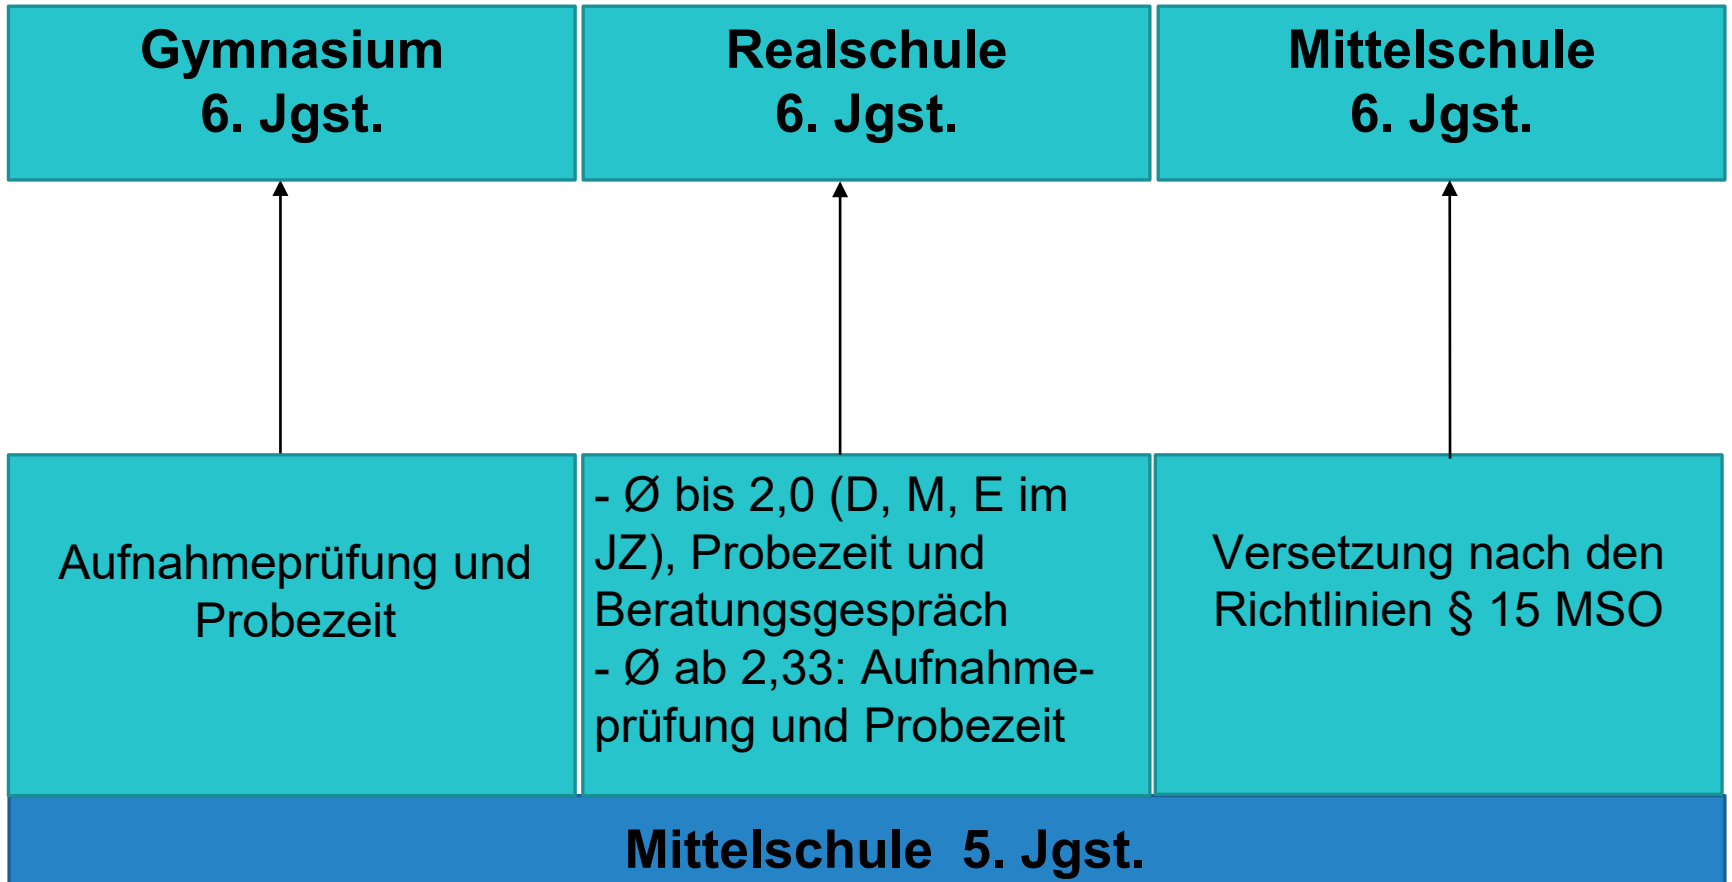 Gymnasium
6. Jgst.
Realschule
6. Jgst.
Mittelschule
6. Jgst.
Aufnahmeprüfung und
Probezeit
- Ø bis 2,0 (D, M, E im
JZ), Probezeit und
Beratungsgespräch
- Ø ab 2,33: Aufnahme-
prüfung und Probezeit
Versetzung nach den
Richtlinien § 15 MSO
Mittelschule  5. Jgst.